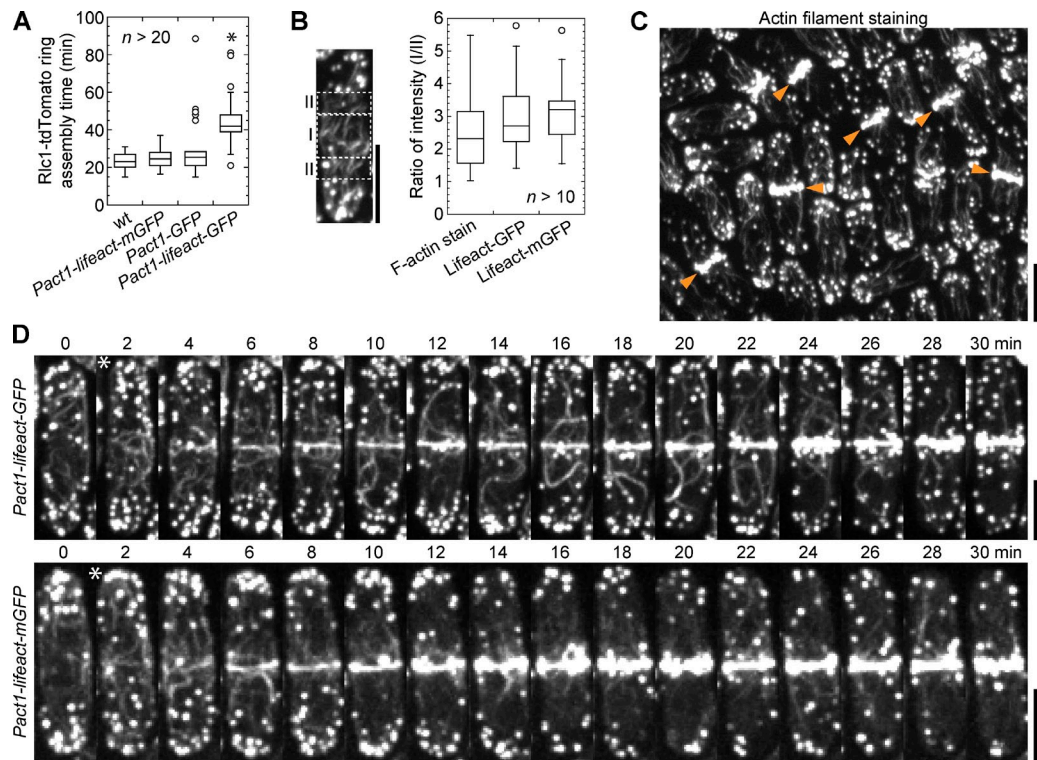 A
Rlc1-tdTomato ring
assembly time (min)
100
80
60
40
20
0
n > 20
*
wt
Pact1-lifeact-mGFP
Pact1-GFP
Pact1-lifeact-GFP
B
II
I
II
Ratio of intensity (I/II)
6
5
4
3
2
1
0
n > 10
F-actin stain
Lifeact-GFP
Lifeact-mGFP
C
Actin filament staining
D
0 2 4 6 8 10 12 14 16 18 20 22 24 26 28 30 min
*
Pact1-lifeact-GFP
0 2 4 6 8 10 12 14 16 18 20 22 24 26 28 30 min
*
Pact1-lifeact-mGFP